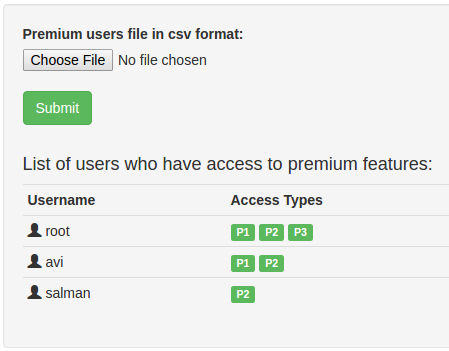 Premium users file in csv format:
Choose File No file chosen
Submit
List of users who have access to premium features:
Username Access Types
root P1 P2 P3
avi P1 P2
salman P2